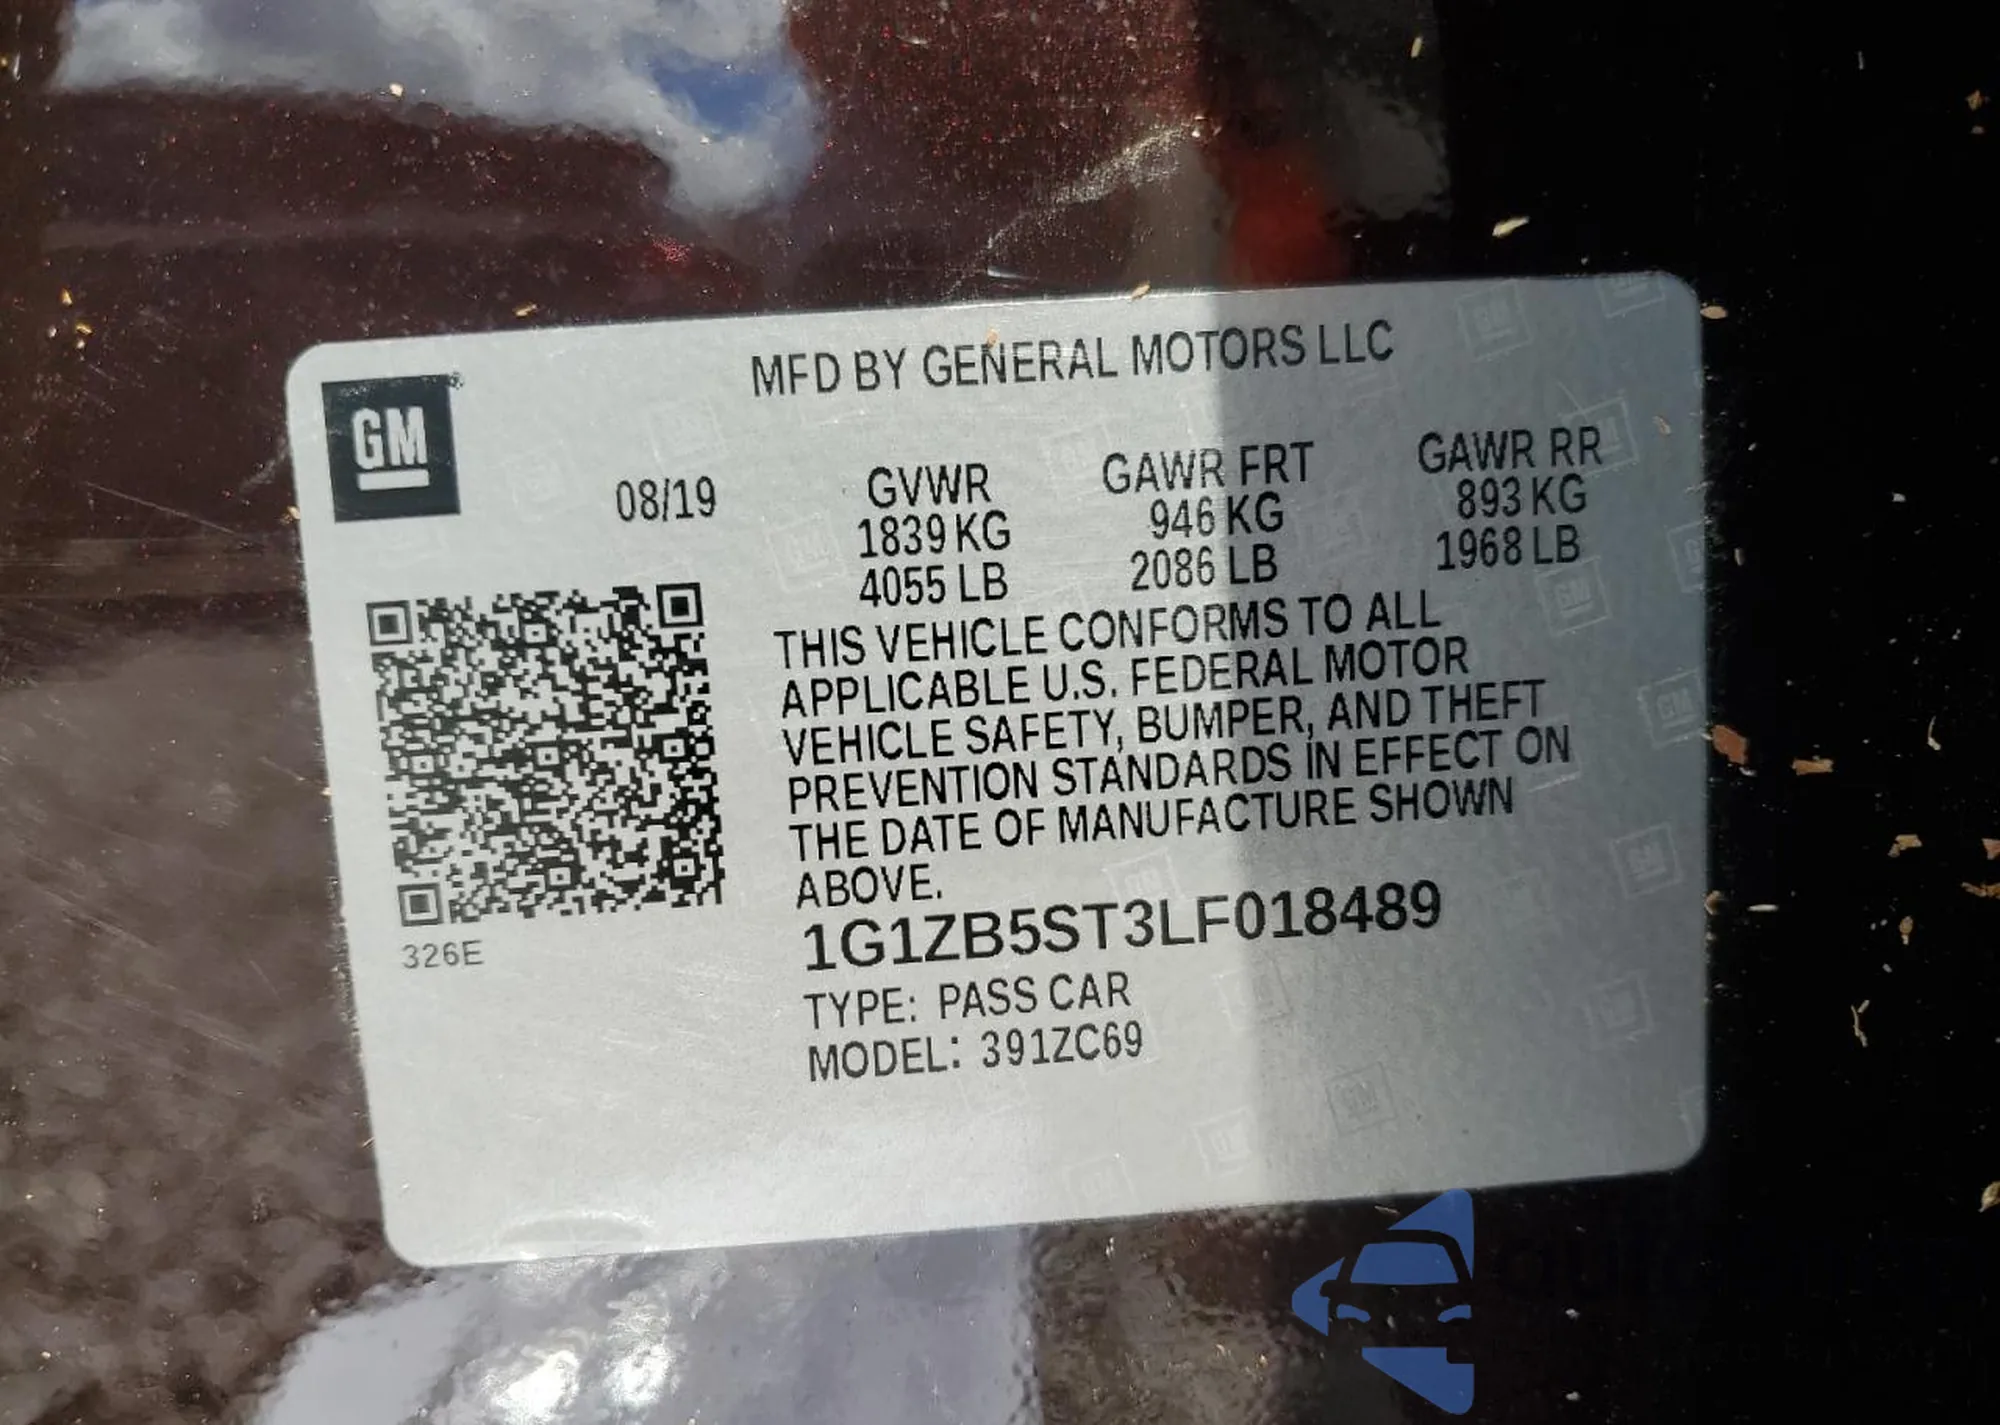 MFD BY GENERAL MOTORS LLC
GM
08/19
GVWR
1839 KG
4055 LB
GAWR FRT
946 KG
2086 LB
GAWR RR
893 KG
1968 LB
THIS VEHICLE CONFORMS TO ALL
APPLICABLE U.S. FEDERAL MOTOR
VEHICLE SAFETY, BUMPER, AND THEFT
PREVENTION STANDARDS IN EFFECT ON
THE DATE OF MANUFACTURE SHOWN
ABOVE.
326E
1G1ZB5ST3LF018489
TYPE: PASS CAR
MODEL: 391ZC69